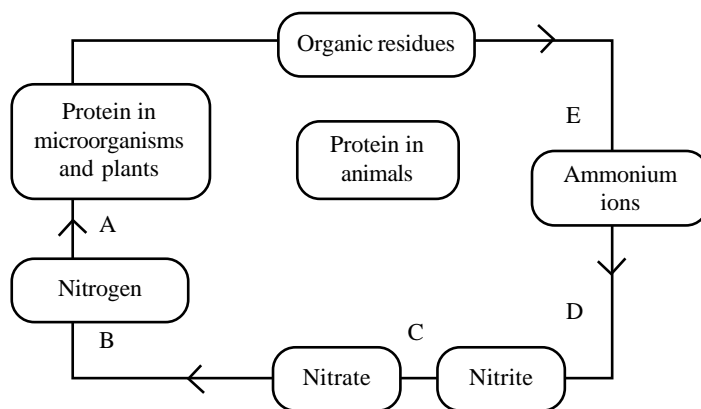 Organic residues
Protein in
microorganisms
and plants
E
Protein in
animals
Ammonium
ions
A
Nitrogen
B
D
C
Nitrate
Nitrite